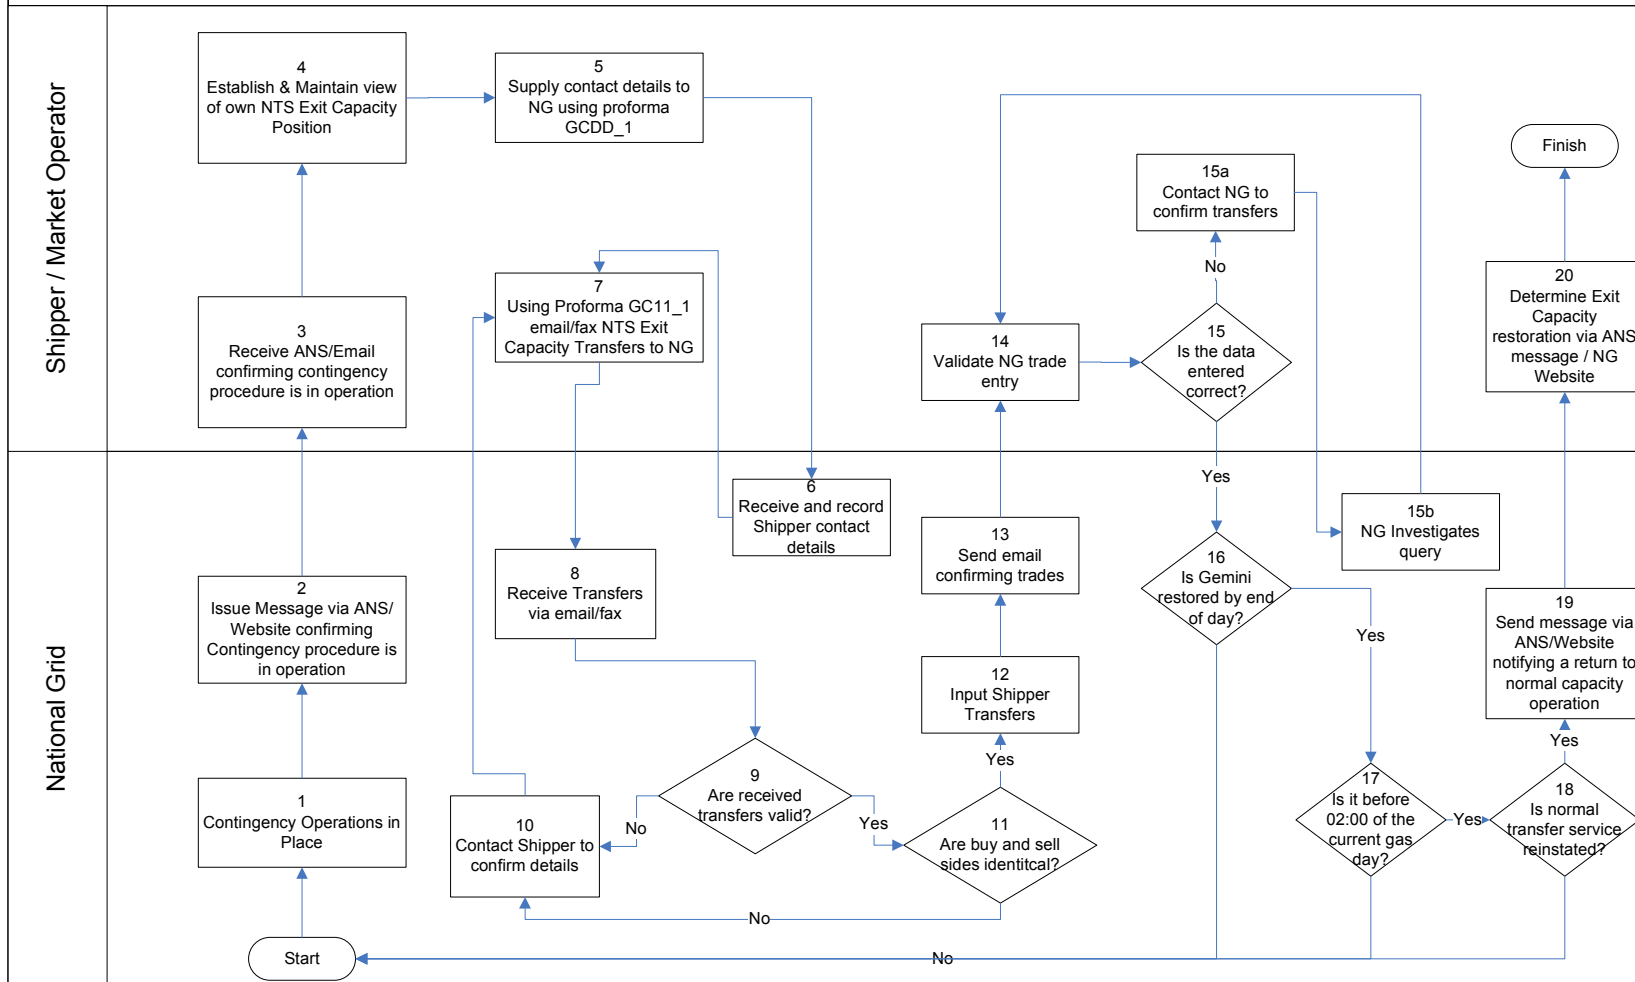 Shipper / Market Operator
4
Establish & Maintain view
of own NTS Exit Capacity
Position
5
Supply contact details to
NG using proforma
GCDD_1
Finish
15a
Contact NG to
confirm transfers
No
3
Receive ANS/Email
confirming contingency
procedure is in operation
7
Using Proforma GC11_1
email/fax NTS Exit
Capacity Transfers to NG
14
Validate NG trade
entry
15
Is the data
entered
correct?
20
Determine Exit
Capacity
restoration via ANS
message / NG
Website
National Grid
Yes
6
Receive and record
Shipper contact
details
2
Issue Message via ANS/
Website confirming
Contingency procedure is
in operation
8
Receive Transfers
via email/fax
13
Send email
confirming trades
16
Is Gemini
restored by end
of day?
15b
NG Investigates
query
Yes
19
Send message via
ANS/Website
notifying a return to
normal capacity
operation
12
Input Shipper
Transfers
Yes
Yes
1
Contingency Operations in
Place
10
Contact Shipper to
confirm details
No
9
Are received
transfers valid?
Yes
11
Are buy and sell
sides identitcal?
17
Is it before
02:00 of the
current gas
day?
Yes
18
Is normal
transfer service
reinstated?
No
Start
No